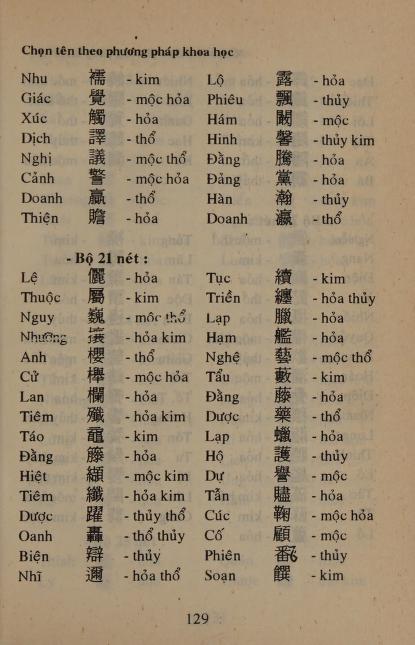 Chọn tên theo phương pháp khoa học
Nhu 襦 - kim Lộ 露 - hỏa
Giác 覺 - mộc hỏa Phiêu 飄 - thủy
Xúc 觸 - hỏa Hám 闞 - mộc
Dịch 譯 - thổ Hinh 馨 - thủy kim
Nghị 議 - mộc thổ Đằng 騰 - hỏa
Cảnh 警 - mộc hỏa Đảng 黨 - hỏa
Doanh 贏 - thổ Hàn 瀚 - thủy
Thiện 贍 - hỏa Doanh 瀛 - thổ
- Bộ 21 nét :
Lệ 儷 - hỏa Tục 續 - kim
Thuộc 屬 - kim Triền 纏 - hỏa thủy
Nguy 巍 - mộc thổ Lạp 臘 - hỏa
Nhưỡng 攘 - hỏa kim Hạm 艦 - hỏa
Anh 櫻 - thổ Nghệ 藝 - mộc thổ
Cử 櫸 - mộc hỏa Tẩu 藪 - kim
Lan 欄 - hỏa Đằng 藤 - hỏa
Tiêm 殲 - hỏa kim Dược 藥 - thổ
Táo - kim Lạp 蠟 - hỏa
Đằng 籐 - hỏa Hộ 護 - thủy
Hiệt 纈 - mộc kim Dự 譽 - mộc
Tiêm 纖 - hỏa kim Tẫn 贐 - hỏa
Dược 躍 - thủy thổ Cúc - mộc hỏa
Oanh 轟 - thổ thủy Cố 顧 - mộc
Biện 辯 - thủy Phiên 飜 - thủy
Nhĩ 邇 - hỏa thổ Soạn 饌 - kim
129